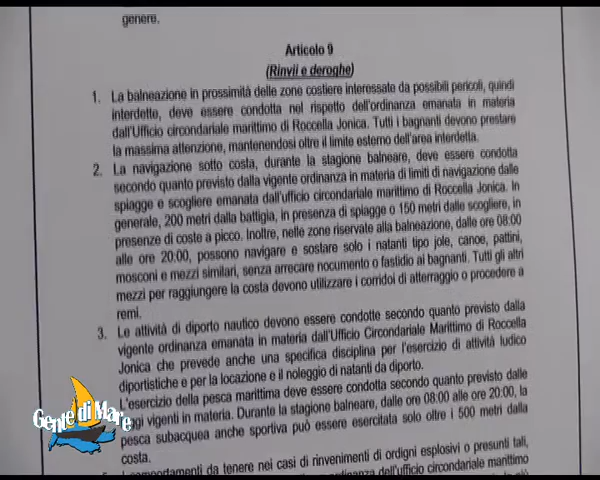 genere.
Articolo 9
(Rinvii e deroghe)
1. La balneazione in prossimità delle zone costiere interessate da possibili pericoli, quindi
interdette, deve essere condotta nel rispetto dell'ordinanza emanata in materia
dall'Ufficio circondariale marittimo di Roccella Jonica. Tutti i bagnanti devono prestare
la massima attenzione, mantenendosi oltre il limite esterno dell'area interdetta.
2. La navigazione sotto costa, durante la stagione balneare, deve essere condotta
secondo quanto previsto dalla vigente ordinanza in materia di limiti di navigazione dalle
spiagge e scogliere emanata dall'ufficio circondariale marittimo di Roccella Jonica. In
generale, 200 metri dalla battigia, in presenza di spiagge o 150 metri dalle scogliere, in
presenze di coste a picco. Inoltre, nelle zone riservate alla balneazione, dalle ore 08:00
alle ore 20:00, possono navigare e sostare solo i natanti tipo jole, canoe, pattini,
mosconi e mezzi similari, senza arrecare nocumento o fastidio ai bagnanti. Tutti gli altri
mezzi per raggiungere la costa devono utilizzare i corridoi di atterraggio o procedere a
remi.
3. Le attività di diporto nautico devono essere condotte secondo quanto previsto dalla
vigente ordinanza emanata in materia dall'Ufficio Circondariale Marittimo di Roccella
Jonica che prevede anche una specifica disciplina per l'esercizio di attività ludico
diportistiche e per la locazione e il noleggio di natanti da diporto.
L'esercizio della pesca marittima deve essere condotta secondo quanto previsto dalle
vigenti in materia. Durante la stagione balneare, dalle ore 08:00 alle ore 20:00, la
pesca subacquea anche sportiva può essere esercitata solo oltre i 500 metri dalla
costa.
comportamenti da tenere nei casi di rinvenimenti di ordigni esplosivi o presunti tali,
ordinanza dell'ufficio circondariale marittimo
Gente di Mare